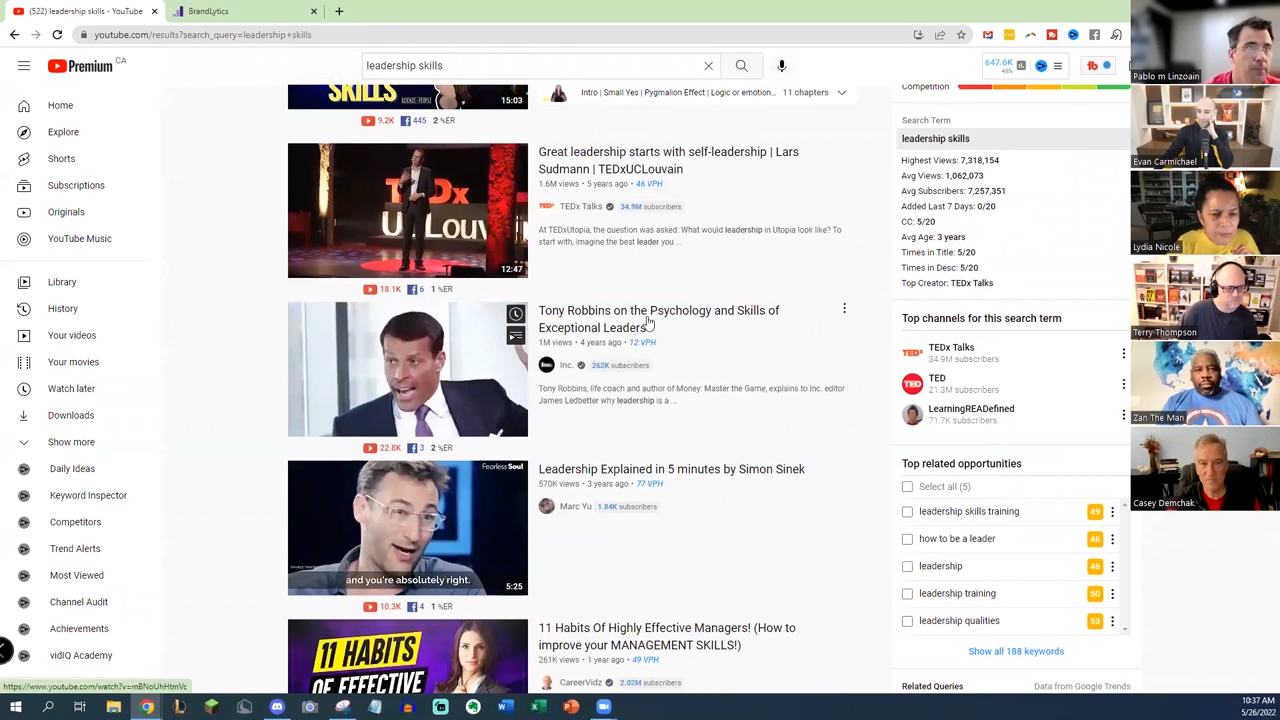 (522) leadership skills - YouTube
BrandLytics
youtube.com/results?search_query=leadership+skills
Premium CA
leadership skills
647.6K
Home
Explore
Shorts
Subscriptions
Originals
YouTube Music
Library
History
Your videos
Your movies
Watch later
Downloads
Show more
Daily Ideas
Keyword Inspector
Competitors
Trend Alerts
Most Viewed
Channel Audit
Achievements
vidIQ Academy
https://www.youtube.com/watch?v=mBNoUhHtmVc
SKILLS
15:03
9.2K 445 2 %ER
Intro | Small Yes | Pygmalion Effect | Logic or emotion... 11 chapters
TEDx
U Lou
12:47
18.1K 6 1 %ER
Great leadership starts with self-leadership | Lars
Sudmann | TEDxUCLouvain
1.6M views • 5 years ago • 46 VPH
TEDx Talks 34.9M subscribers
At TEDxUtopia, the question was asked: What would leadership in Utopia look like? To
start with, imagine the best leader you ...
22.8K 3 1 %ER
Tony Robbins on the Psychology and Skills of
Exceptional Leaders
1M views • 4 years ago • 12 VPH
Inc. 262K subscribers
Tony Robbins, life coach and author of Money: Master the Game, explains to Inc. editor
James Ledbetter why leadership is a ...
Fearless Soul
and you're absolutely right.
5:25
10.3K 4 1 %ER
Leadership Explained in 5 minutes by Simon Sinek
570K views • 3 years ago • 77 VPH
Marc Yu 1.84K subscribers
11 HABITS
OF EFFECTIVE
11 Habits Of Highly Effective Managers! (How to
improve your MANAGEMENT SKILLS!)
261K views • 1 year ago • 49 VPH
CareerVidz 2.02M subscribers
Competition
Search Term
leadership skills
Highest Views: 7,318,154
Avg Views: 1,062,073
Avg Subscribers: 7,257,351
Added Last 7 Days: 0/20
CC: 5/20
Avg Age: 3 years
Times in Title: 5/20
Times in Desc: 5/20
Top Creator: TEDx Talks
Top channels for this search term
TEDx Talks
34.9M subscribers
TED
TED
21.3M subscribers
LearningREADefined
71.7K subscribers
Top related opportunities
Select all (5)
leadership skills training 49
how to be a leader 46
leadership 46
leadership training 50
leadership qualities 53
Show all 188 keywords
Related Queries Data from Google Trends
Pablo m Linzoain
Evan Carmichael
Lydia Nicole
Terry Thompson
Zan The Man
Casey Demchak
10:37 AM
5/26/2022